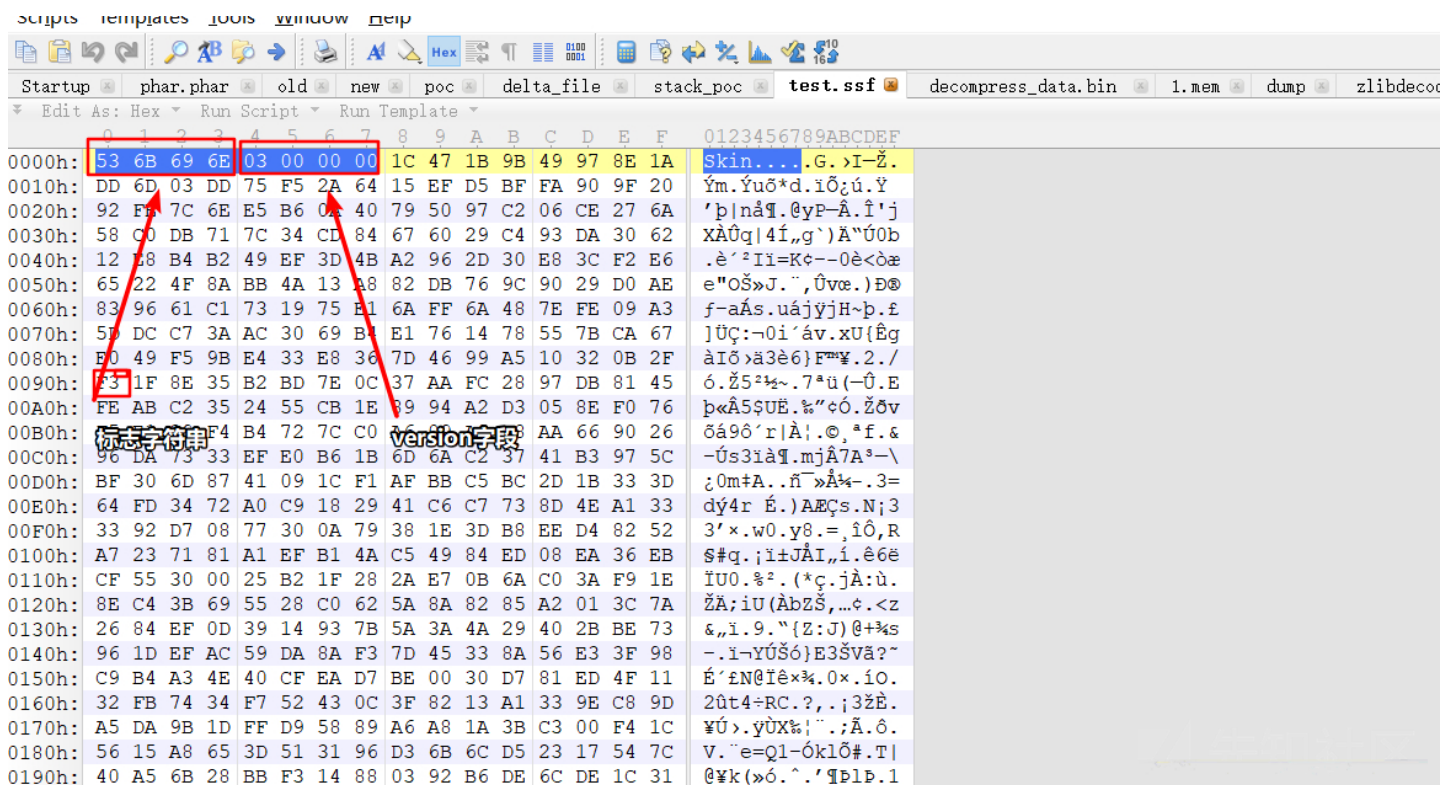 Scripts Templates Tools Window Help
Hex
Startup phar.phar old new poc delta_file stack_poc test.ssf decompress_data.bin 1.mem dump zlibdecod
Edit As: Hex Run Script Run Template
0 1 2 3 4 5 6 7 8 9 A B C D E F 0123456789ABCDEF
0000h: 53 6B 69 6E 03 00 00 00 1C 47 1B 9B 49 97 8E 1A Skin.....G.›I—Ž.
0010h: DD 6D 03 DD 75 F5 2A 64 15 EF D5 BF FA 90 9F 20 Ým.Ýuõ*d.ïÕ¿ú.Ÿ
0020h: 92 FE 7C 6E E5 B6 0A 40 79 50 97 C2 06 CE 27 6A ’þ|nå¶.@yP—Â.Î'j
0030h: 58 C0 DB 71 7C 34 CD 84 67 60 29 C4 93 DA 30 62 XÀÛq|4Í„g`)Ä“Ú0b
0040h: 12 E8 B4 B2 49 EF 3D 4B A2 96 2D 30 E8 3C F2 E6 .è´²Iï=K¢–-0è<òæ
0050h: 65 22 4F 8A BB 4A 13 A8 82 DB 76 9C 90 29 D0 AE e"OŠ»J.¨‚Ûvœ.)Ð®
0060h: 83 96 61 C1 73 19 75 E1 6A FF 6A 48 7E FE 09 A3 ƒ–aÁs.uájÿjH~þ.£
0070h: 5D DC C7 3A AC 30 69 B4 E1 76 14 78 55 7B CA 67 ]ÜÇ:¬0i´áv.xU{Êg
0080h: E0 49 F5 9B E4 33 E8 36 7D 46 99 A5 10 32 0B 2F àIõ›ä3è6}F™¥.2./
0090h: F3 1F 8E 35 B2 BD 7E 0C 37 AA FC 28 97 DB 81 45 ó.Ž5²½~.7ªü(—Û.E
00A0h: FE AB C2 35 24 55 CB 1E 89 94 A2 D3 05 8E F0 76 þ«Â5$UË.‰”¢Ó.Žðv
00B0h: F4 B4 72 7C C0 AA 66 90 26 õá9ô´r|À¦.©¸ªf.&
标志字符串 version字段
00C0h: 96 DA 73 33 EF E0 B6 1B 6D 6A C2 37 41 B3 97 5C –Ús3ïà¶.mjÂ7A³—\
00D0h: BF 30 6D 87 41 09 1C F1 AF BB C5 BC 2D 1B 33 3D ¿0m‡A..ñ¯»Å¼-.3=
00E0h: 64 FD 34 72 A0 C9 18 29 41 C6 C7 73 8D 4E A1 33 dý4r É.)AÆÇs.N¡3
00F0h: 33 92 D7 08 77 30 0A 79 38 1E 3D B8 EE D4 82 52 3’×.w0.y8.=¸îÔ‚R
0100h: A7 23 71 81 A1 EF B1 4A C5 49 84 ED 08 EA 36 EB §#q.¡ï±JÅI„í.ê6ë
0110h: CF 55 30 00 25 B2 1F 28 2A E7 0B 6A C0 3A F9 1E ÏU0.%².(*ç.jÀ:ù.
0120h: 8E C4 3B 69 55 28 C0 62 5A 8A 82 85 A2 01 3C 7A ŽÄ;iU(ÀbZŠ‚…¢.<z
0130h: 26 84 EF 0D 39 14 93 7B 5A 3A 4A 29 40 2B BE 73 &„ï.9.“{Z:J)@+¾s
0140h: 96 1D EF AC 59 DA 8A F3 7D 45 33 8A 56 E3 3F 98 –.ï¬YÚŠó}E3ŠVã?˜
0150h: C9 B4 A3 4E 40 CF EA D7 BE 00 30 D7 81 ED 4F 11 É´£N@Ïê×¾.0×.íO.
0160h: 32 FB 74 34 F7 52 43 0C 3F 82 13 A1 33 9E C8 9D 2ût4÷RC.?‚.¡3žÈ.
0170h: A5 DA 9B 1D FF D9 58 89 A6 A8 1A 3B C3 00 F4 1C ¥Ú›.ÿÙX‰¦¨.;Ã.ô.
0180h: 56 15 A8 65 3D 51 31 96 D3 6B 6C D5 23 17 54 7C V.¨e=Q1–ÓklÕ#.T|
0190h: 40 A5 6B 28 BB F3 14 88 03 92 B6 DE 6C DE 1C 31 @¥k(»ó.ˆ.’¶ÞlÞ.1